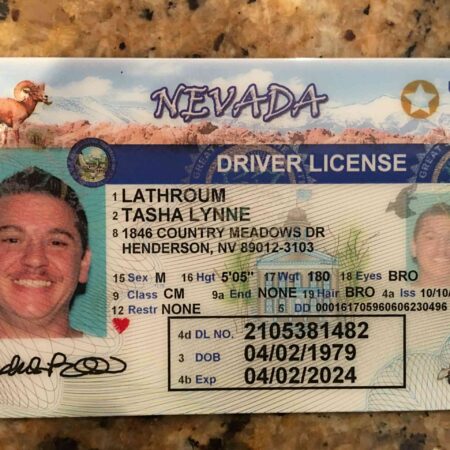 NEVADA
DRIVER LICENSE
1 LATHROUM
2 TASHA LYNNE
8 1846 COUNTRY MEADOWS DR
HENDERSON, NV 89012-3103
15 Sex M 16 Hgt 5'05" 17 Wgt 180 18 Eyes BRO
9 Class CM 9a End NONE 19 Hair BRO 4a Iss 10/10/
12 Restr NONE 5 DD 000161705960606230496
4d DL NO. 2105381482
3 DOB 04/02/1979
4b Exp 04/02/2024